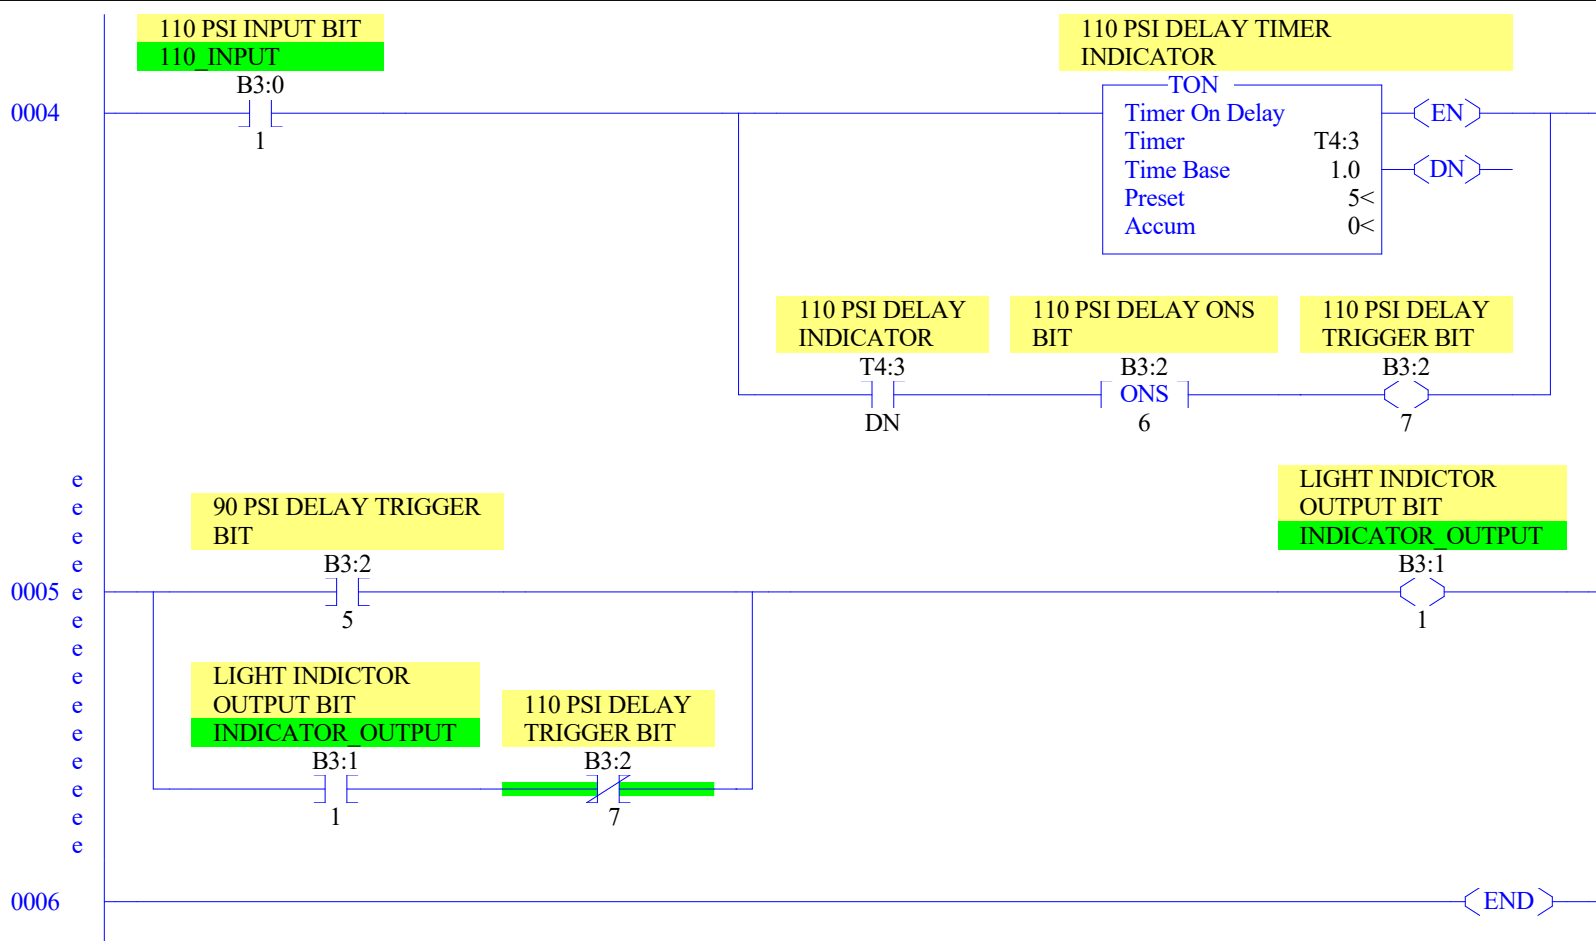 110 PSI INPUT BIT
110_INPUT
B3:0
1
110 PSI DELAY TIMER
INDICATOR
TON
0004
Timer On Delay
EN
Timer T4:3
Time Base 1.0
DN
Preset 5<
Accum 0<
110 PSI DELAY
INDICATOR
T4:3
DN
110 PSI DELAY ONS
BIT
B3:2
ONS
6
110 PSI DELAY
TRIGGER BIT
B3:2
7
e
e
e
e
0005 e
e
e
e
e
e
e
e
e
e
90 PSI DELAY TRIGGER
BIT
B3:2
5
LIGHT INDICTOR
OUTPUT BIT
INDICATOR_OUTPUT
B3:1
1
LIGHT INDICTOR
OUTPUT BIT
INDICATOR_OUTPUT
B3:1
1
110 PSI DELAY
TRIGGER BIT
B3:2
7
0006
END